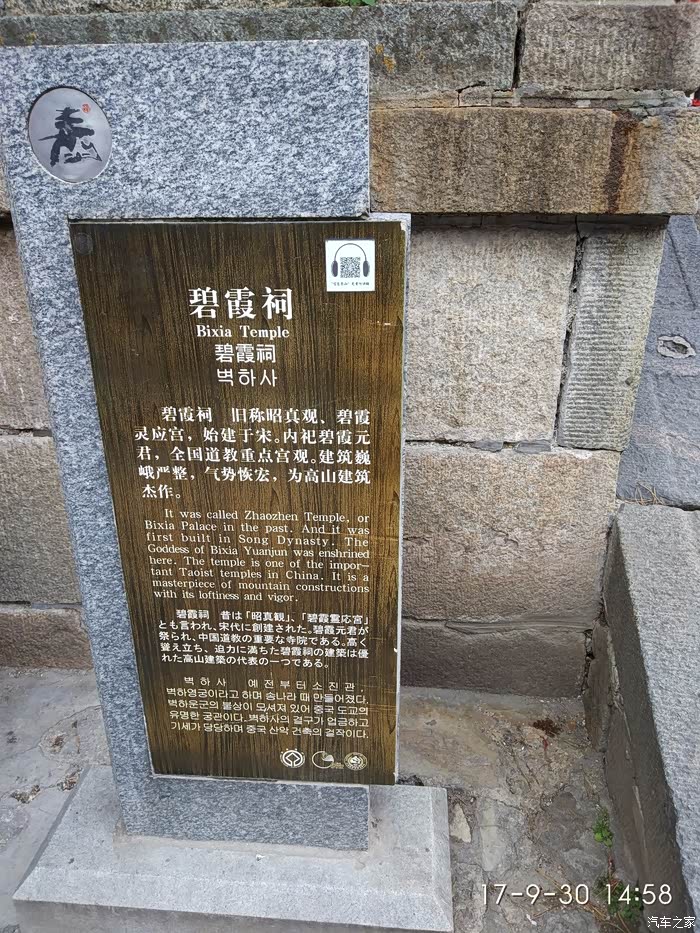 碧霞祠
Bixia Temple
碧霞祠
벽하사
碧霞祠 旧称昭真观、碧霞
灵应宫，始建于宋。内祀碧霞元
君，全国道教重点宫观。建筑巍
峨严整，气势恢宏，为高山建筑
杰作。
It was called Zhaozhen Temple, or
Bixia Palace in the past. And it was
first built in Song Dynasty. The
Goddess of Bixia Yuanjun was enshrined
here. The temple is one of the impor-
tant Taoist temples in China. It is a
masterpiece of mountain constructions
with its loftiness and vigor.
碧霞祠 昔は「昭真観」、「碧霞霊応宮」
とも言われ、宋代に創建された。碧霞元君が
祭られ、中国道教の重要な寺院である。高く
聳え立ち、迫力に満ちた碧霞祠の建築は優
れた高山建築の代表の一つである。
벽하사 예전부터소진관,
벽하영궁이라고 하며 송나라 때 만들어졌다.
벽하운군의 불상이 모셔져 있어 중국 도교의
유명한 궁관이다. 벽하사의 결구가 엄금하고
기세가 당당하며 중국 산악 건축의 걸작이다.
17-9-30 14:58
汽车之家